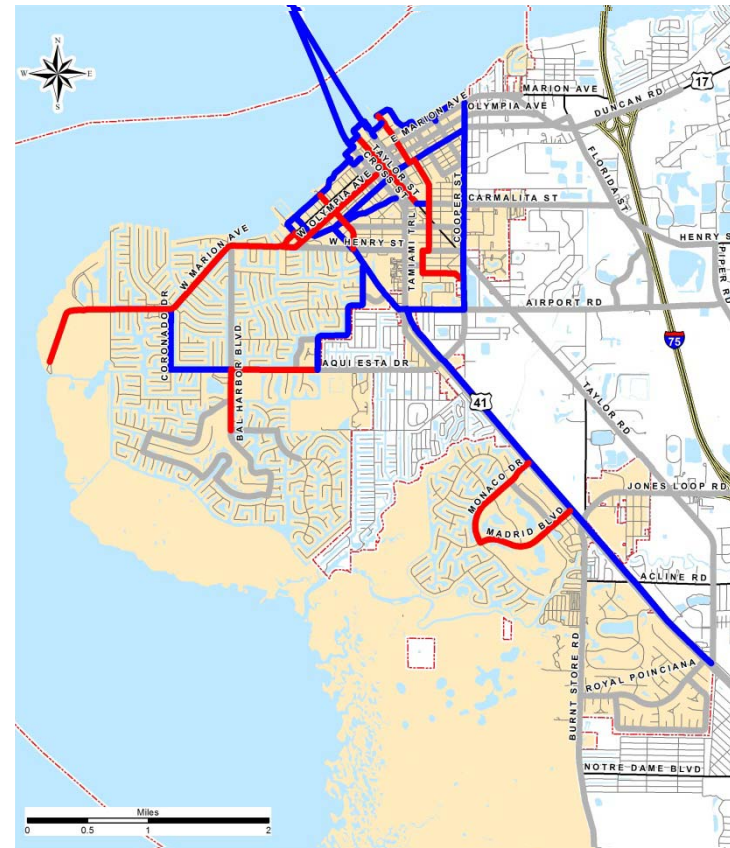 N
W E
S
MARION AVE
17
OLYMPIA AVE
DUNCAN RD
E MARION AVE
TAYLOR ST
CROSS ST
FLORIDA ST
W OLYMPIA AVE
CARMALITA ST
COOPER ST
TAMIAMI TRL
W MARION AVE
W HENRY ST
HENRY S
PIPER RD
CORONADO DR
AIRPORT RD
75
BAL HARBOR BLVD
AQUI ESTA DR
TAYLOR RD
41
MONACO DR
JONES LOOP RD
MADRID BLVD
ACLINE RD
BURNT STORE RD
ROYAL POINCIANA
NOTRE DAME BLVD
Miles
0 0.5 1 2